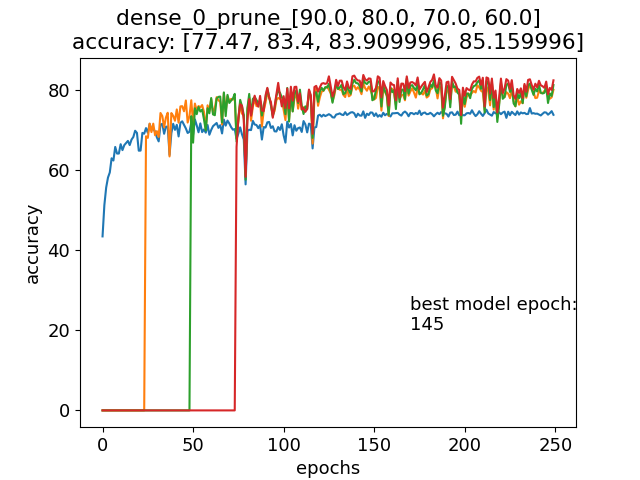 dense_0_prune_[90.0, 80.0, 70.0, 60.0]
accuracy: [77.47, 83.4, 83.909996, 85.159996]
80
60
40
20
0
accuracy
best model epoch:
145
0 50 100 150 200 250
epochs